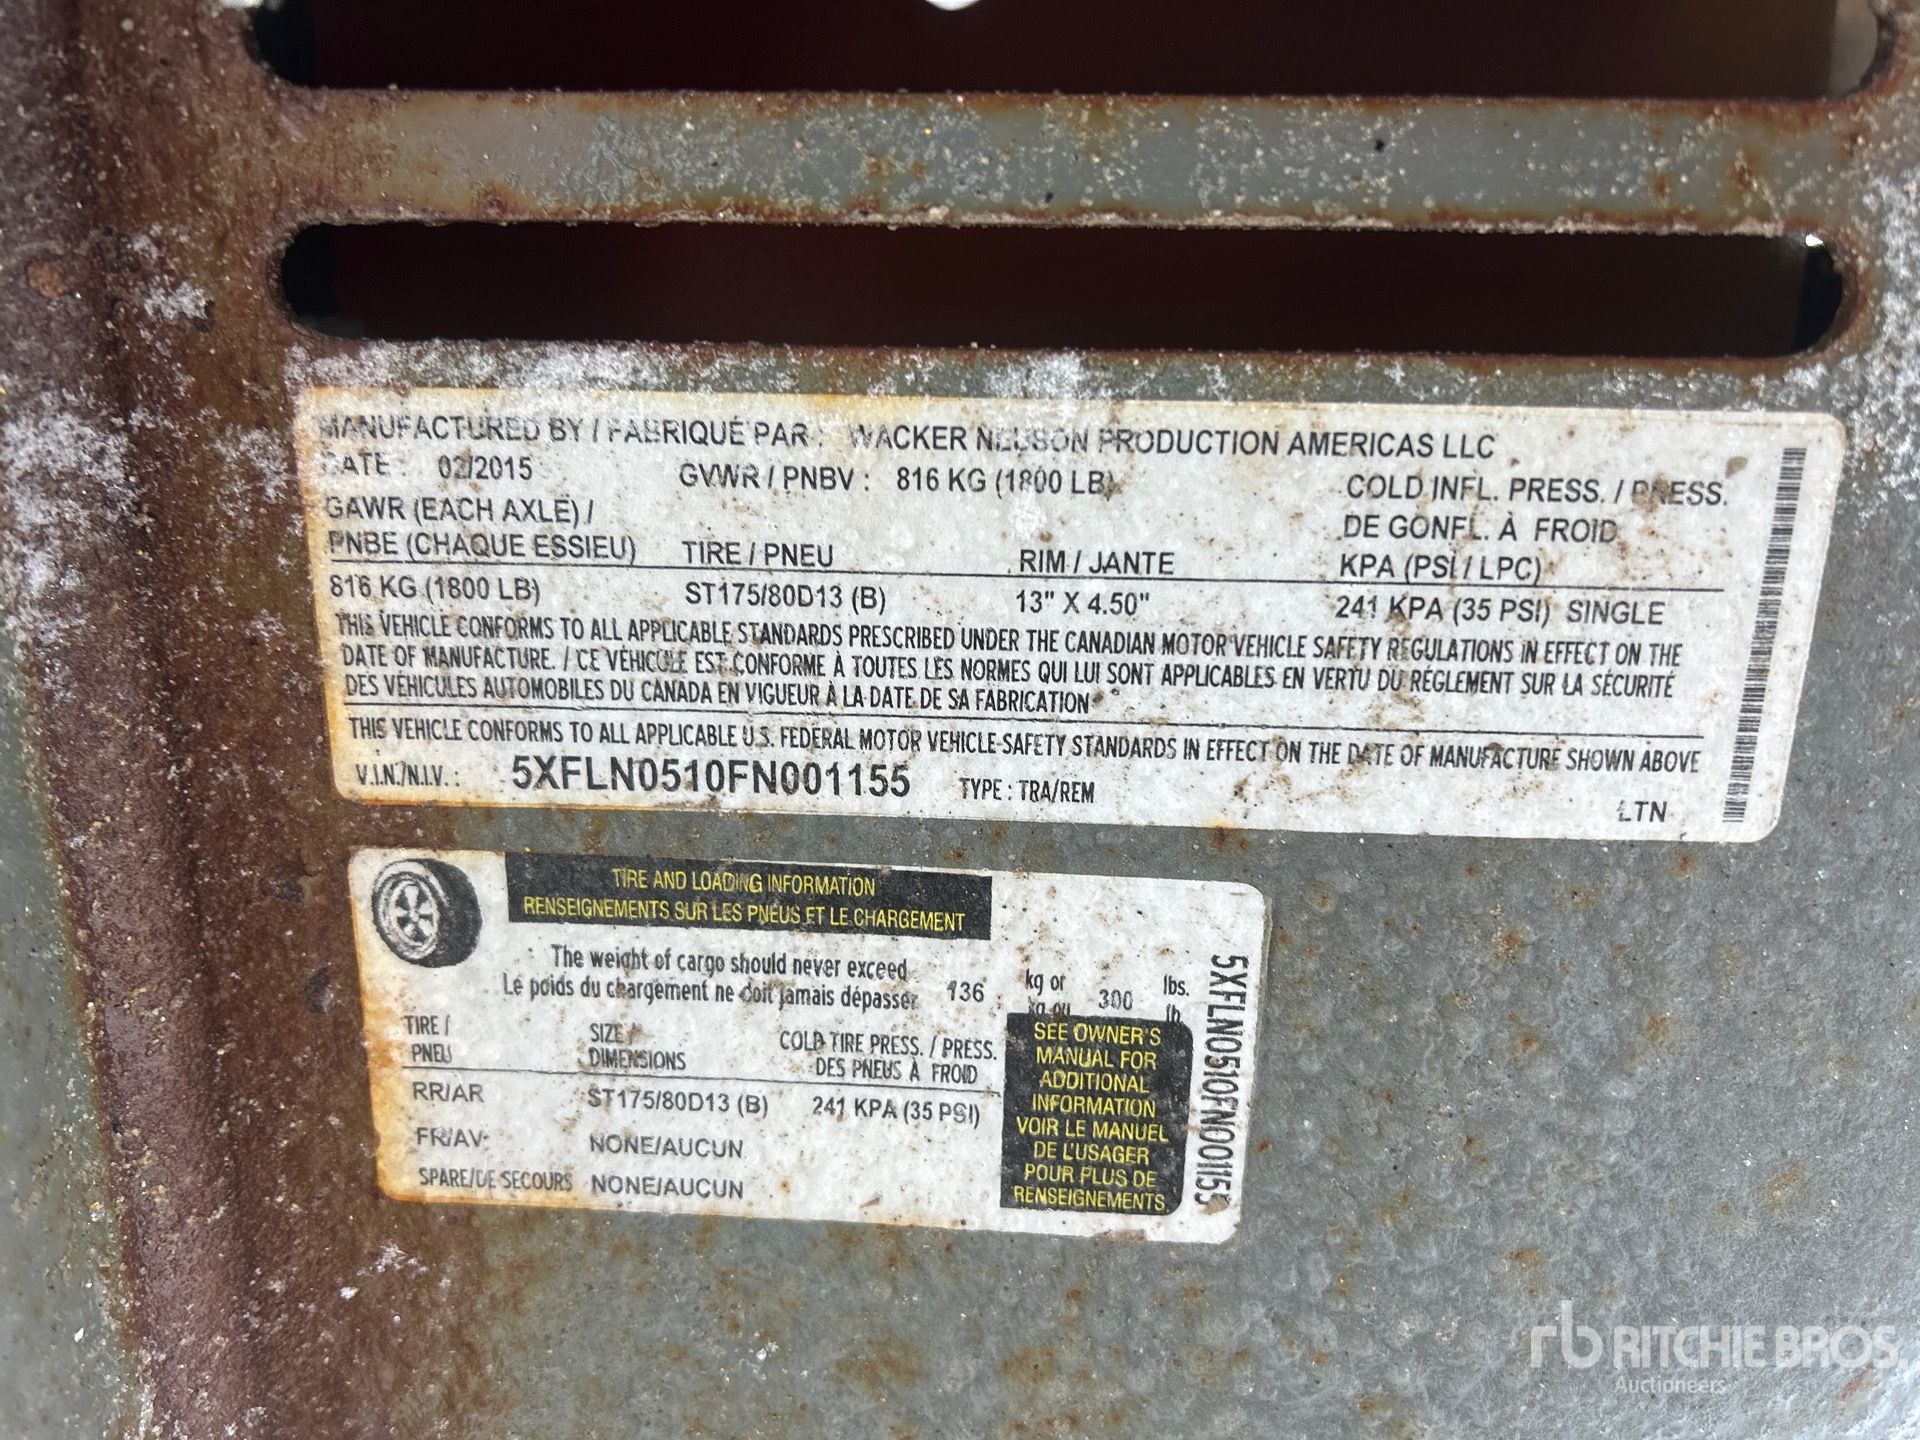 MANUFACTURED BY / FABRIQUÉ PAR : WACKER NEUSON PRODUCTION AMERICAS LLC
DATE : 02/2015 GVWR / PNBV : 816 KG (1800 LB)
COLD INFL. PRESS. / PRESS.
GAWR (EACH AXLE) /
DE GONFL. À FROID
PNBE (CHAQUE ESSIEU) TIRE / PNEU RIM / JANTE KPA (PSI / LPC)
816 KG (1800 LB) ST175/80D13 (B) 13" X 4.50" 241 KPA (35 PSI) SINGLE
THIS VEHICLE CONFORMS TO ALL APPLICABLE STANDARDS PRESCRIBED UNDER THE CANADIAN MOTOR VEHICLE SAFETY REGULATIONS IN EFFECT ON THE
DATE OF MANUFACTURE. / CE VÉHICULE EST CONFORME À TOUTES LES NORMES QUI LUI SONT APPLICABLES EN VERTU DU RÉGLEMENT SUR LA SÉCURITÉ
DES VÉHICULES AUTOMOBILES DU CANADA EN VIGUEUR À LA DATE DE SA FABRICATION
THIS VEHICLE CONFORMS TO ALL APPLICABLE U.S. FEDERAL MOTOR VEHICLE SAFETY STANDARDS IN EFFECT ON THE DATE OF MANUFACTURE SHOWN ABOVE
V.I.N./N.I.V. : 5XFLN0510FN001155 TYPE : TRA/REM
LTN
TIRE AND LOADING INFORMATION
RENSEIGNEMENTS SUR LES PNEUS ET LE CHARGEMENT
The weight of cargo should never exceed 136 kg or 300 lbs.
Le poids du chargement ne doit jamais dépasser kg ou lb.
TIRE / SIZE / COLD TIRE PRESS. / PRESS.
PNEU DIMENSIONS DES PNEUS À FROID
RR/AR ST175/80D13 (B) 241 KPA (35 PSI)
FR/AV NONE/AUCUN
SPARE/DE SECOURS NONE/AUCUN
SEE OWNER'S
MANUAL FOR
ADDITIONAL
INFORMATION
VOIR LE MANUEL
DE L'USAGER
POUR PLUS DE
RENSEIGNEMENTS.
5XFLN0510FN001155
rb RITCHIE BROS.
Auctioneers